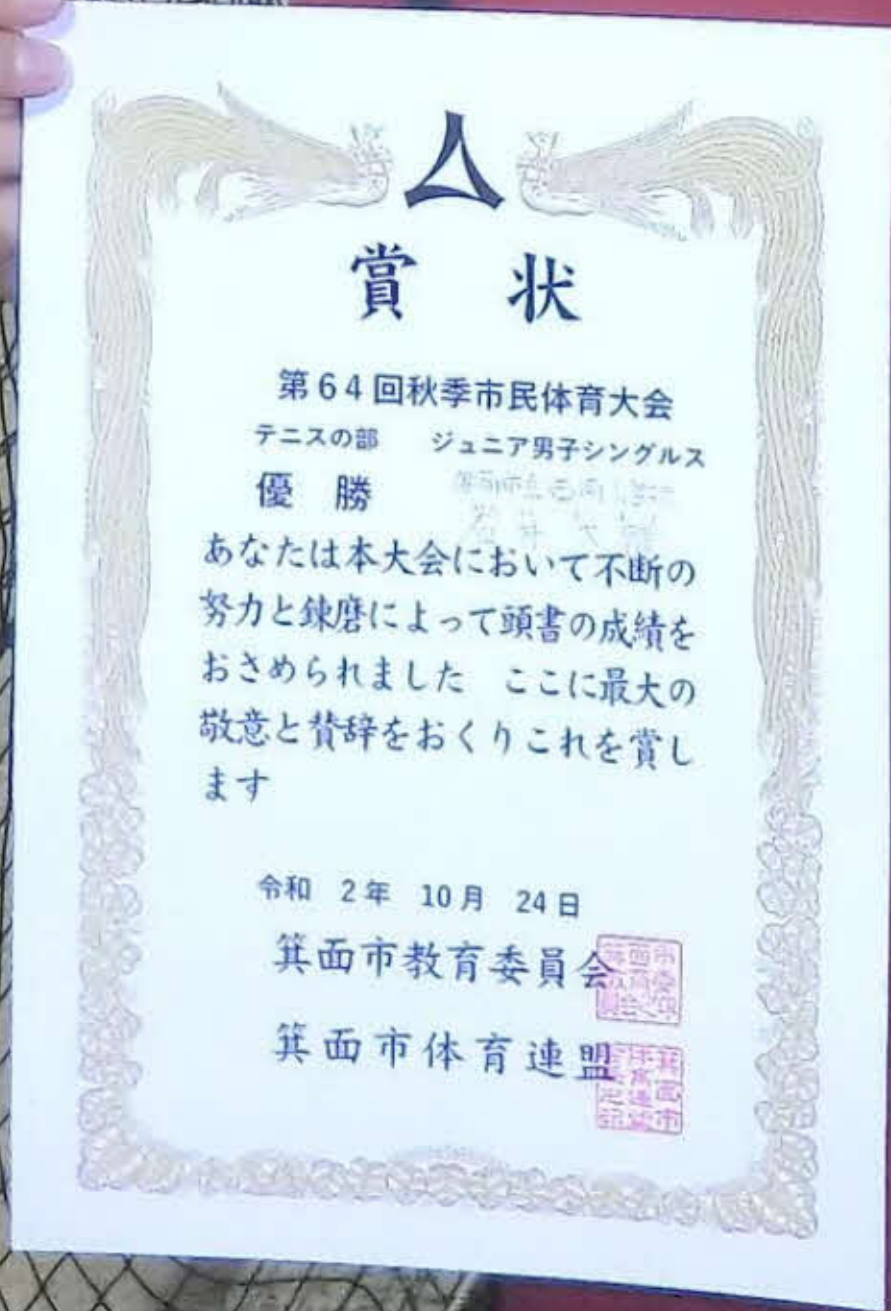 賞 状
第64回秋季市民体育大会
テニスの部 ジュニア男子シングルス
優 勝
あなたは本大会において不断の
努力と錬磨によって頭書の成績を
おさめられました ここに最大の
敬意と賛辞をおくりこれを賞し
ます
令和 2年 10月 24日
箕面市教育委員会
箕面市体育連盟